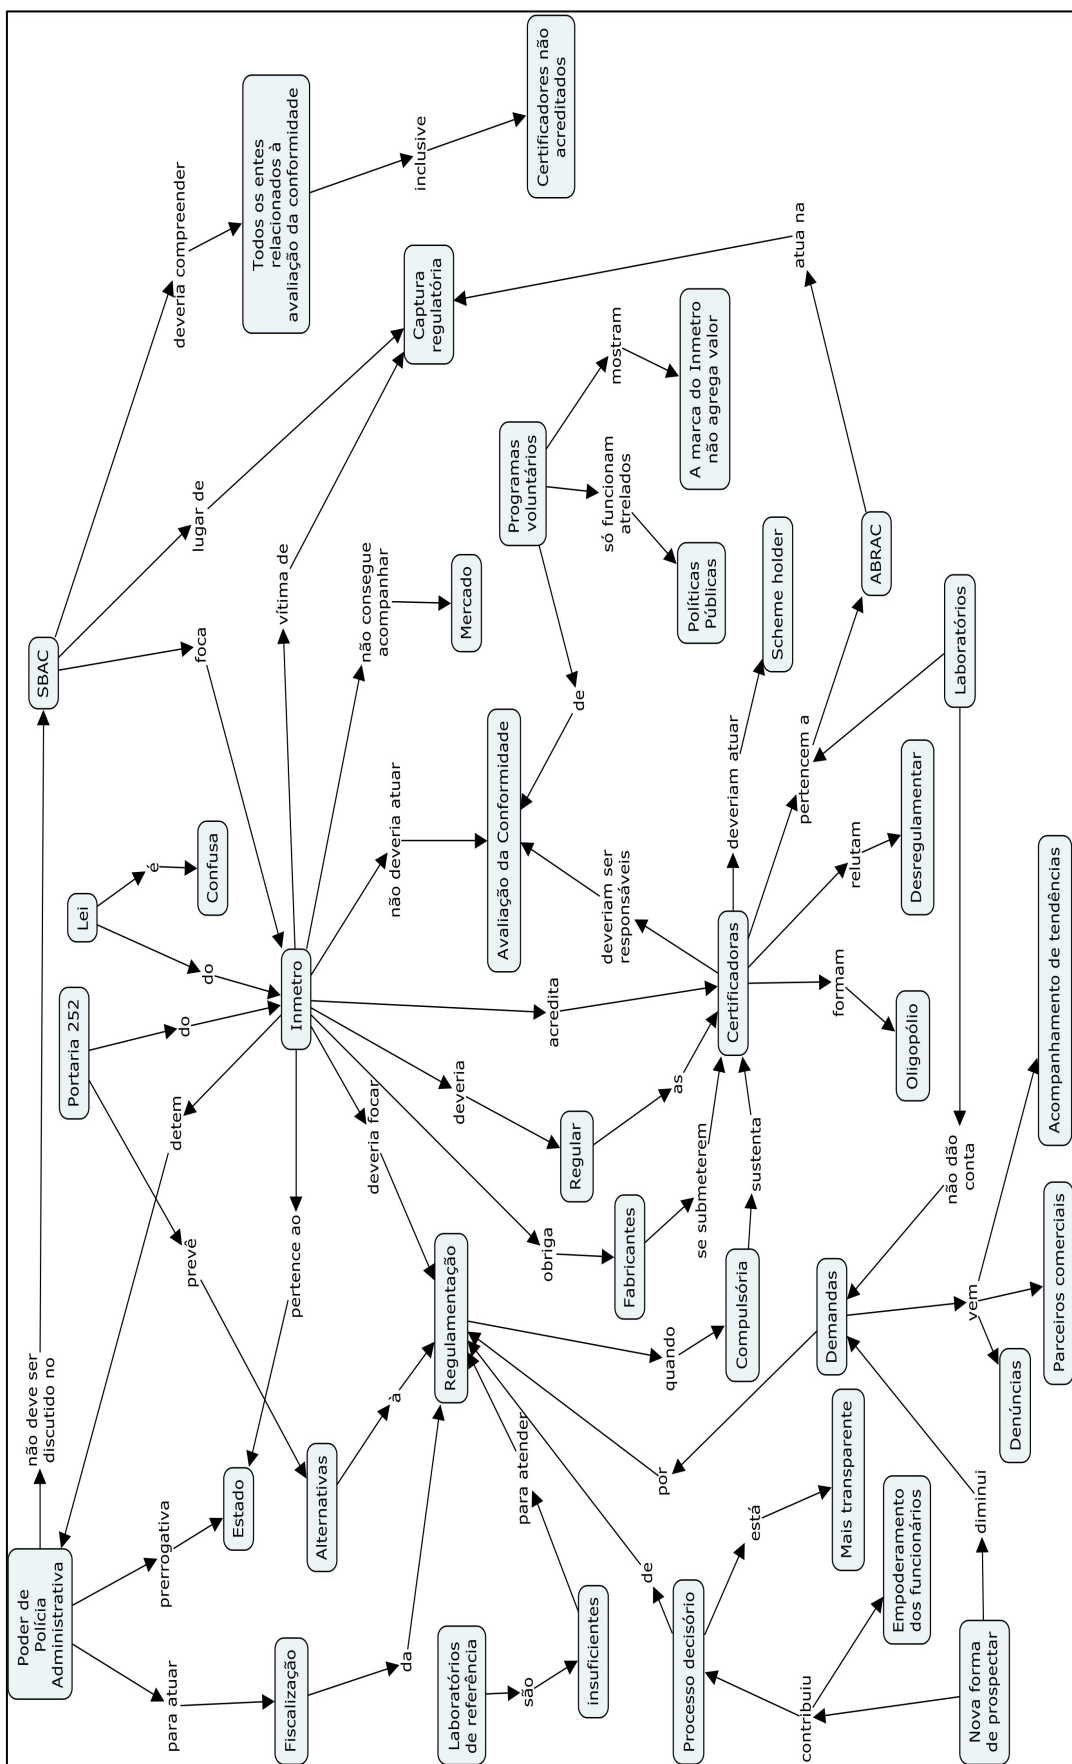 Poder de
Polícia
Administrativa
não deve ser
discutido no
SBAC
deveria compreender
Todos os entes
relacionados à
avaliação da conformidade
inclusive
Certificadores não
acreditados
lugar de
foca
Captura
regulatória
Lei
é
Confusa
do
Portaria 252
do
prevê
Inmetro
detem
vítima de
não consegue
acompanhar
Mercado
não deveria atuar
Avaliação da Conformidade
de
Programas
voluntários
mostram
A marca do Inmetro
não agrega valor
só funcionam
atrelados
Políticas
Públicas
prerrogativa
Estado
pertence ao
para atuar
Fiscalização
da
Alternativas
a
Regulamentação
deveria focar
deveria
Regular
as
acredita
obriga
Fabricantes
se submeterem
deveriam ser
responsáveis
Certificadoras
deveriam atuar
Scheme holder
pertencem a
ABRAC
atua na
relutam
Desregulamentar
formam
Oligopólio
Laboratórios
não dão
conta
quando
Compulsória
sustenta
Laboratórios
de referência
são
insuficientes
para atender
por
Demandas
vem
Denúncias
Parceiros comerciais
Acompanhamento de tendências
Processo decisório
de
está
Mais transparente
contribuiu
Empoderamento
dos funcionários
Nova forma
de prospectar
diminui